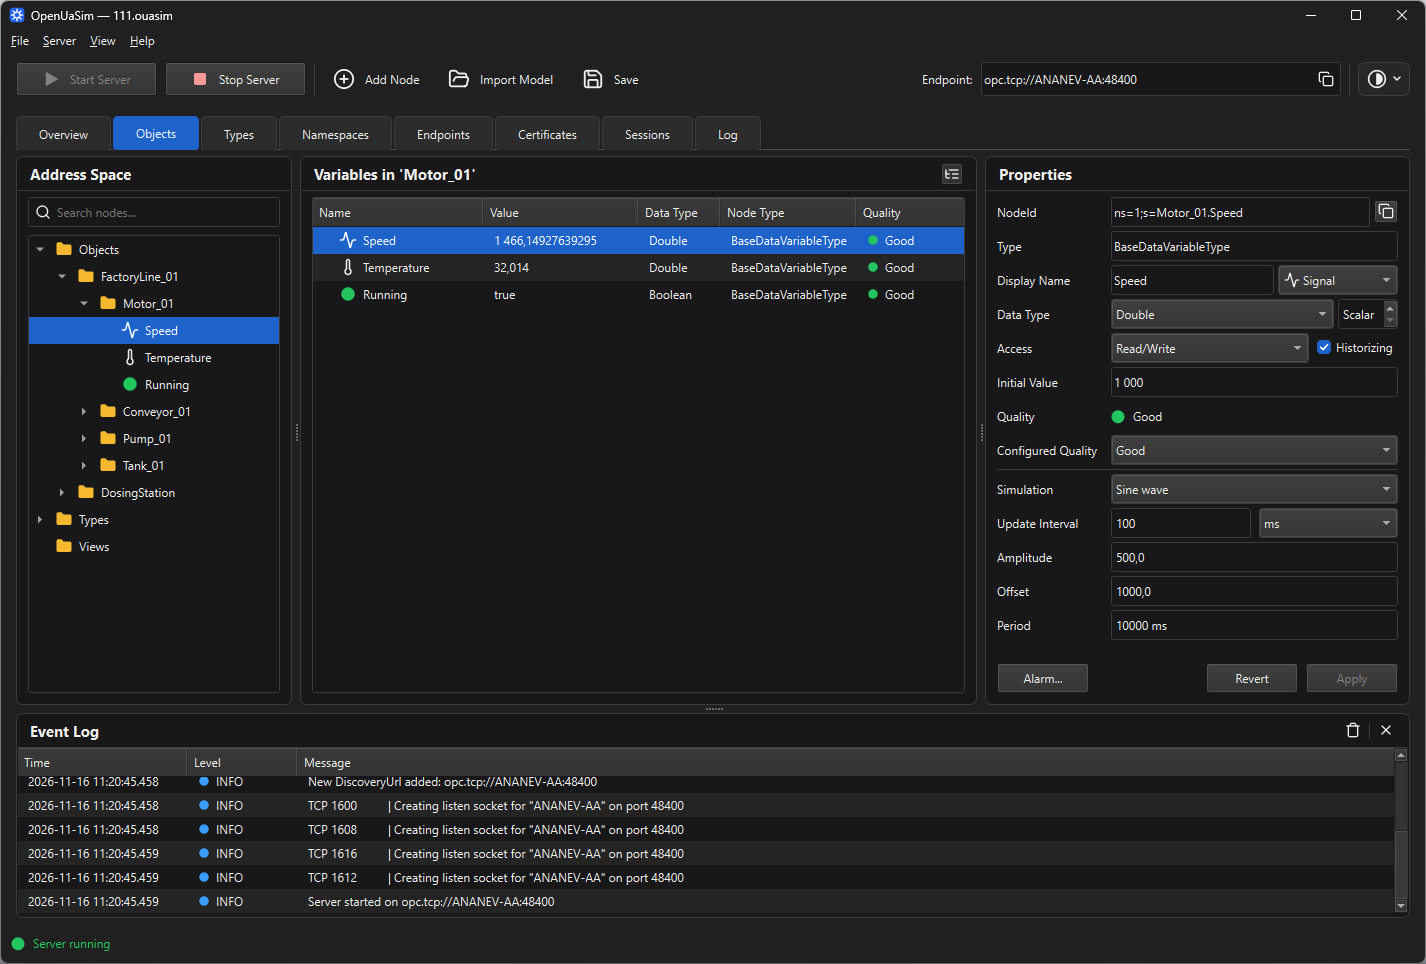 OpenUaSim — 111.ouasim
File Server View Help
Start Server Stop Server Add Node Import Model Save Endpoint: opc.tcp://ANANEV-AA:48400
Overview Objects Types Namespaces Endpoints Certificates Sessions Log
Address Space
Search nodes...
Objects
FactoryLine_01
Motor_01
Speed
Temperature
Running
Conveyor_01
Pump_01
Tank_01
DosingStation
Types
Views
Variables in 'Motor_01'
Name Value Data Type Node Type Quality
Speed 1 466,14927639295 Double BaseDataVariableType Good
Temperature 32,014 Double BaseDataVariableType Good
Running true Boolean BaseDataVariableType Good
Properties
NodeId ns=1;s=Motor_01.Speed
Type BaseDataVariableType
Display Name Speed Signal
Data Type Double Scalar
Access Read/Write Historizing
Initial Value 1 000
Quality Good
Configured Quality Good
Simulation Sine wave
Update Interval 100 ms
Amplitude 500,0
Offset 1000,0
Period 10000 ms
Alarm... Revert Apply
Event Log
Time Level Message
2026-11-16 11:20:45.458 INFO New DiscoveryUrl added: opc.tcp://ANANEV-AA:48400
2026-11-16 11:20:45.458 INFO TCP 1600 | Creating listen socket for "ANANEV-AA" on port 48400
2026-11-16 11:20:45.458 INFO TCP 1608 | Creating listen socket for "ANANEV-AA" on port 48400
2026-11-16 11:20:45.459 INFO TCP 1616 | Creating listen socket for "ANANEV-AA" on port 48400
2026-11-16 11:20:45.459 INFO TCP 1612 | Creating listen socket for "ANANEV-AA" on port 48400
2026-11-16 11:20:45.459 INFO Server started on opc.tcp://ANANEV-AA:48400
Server running